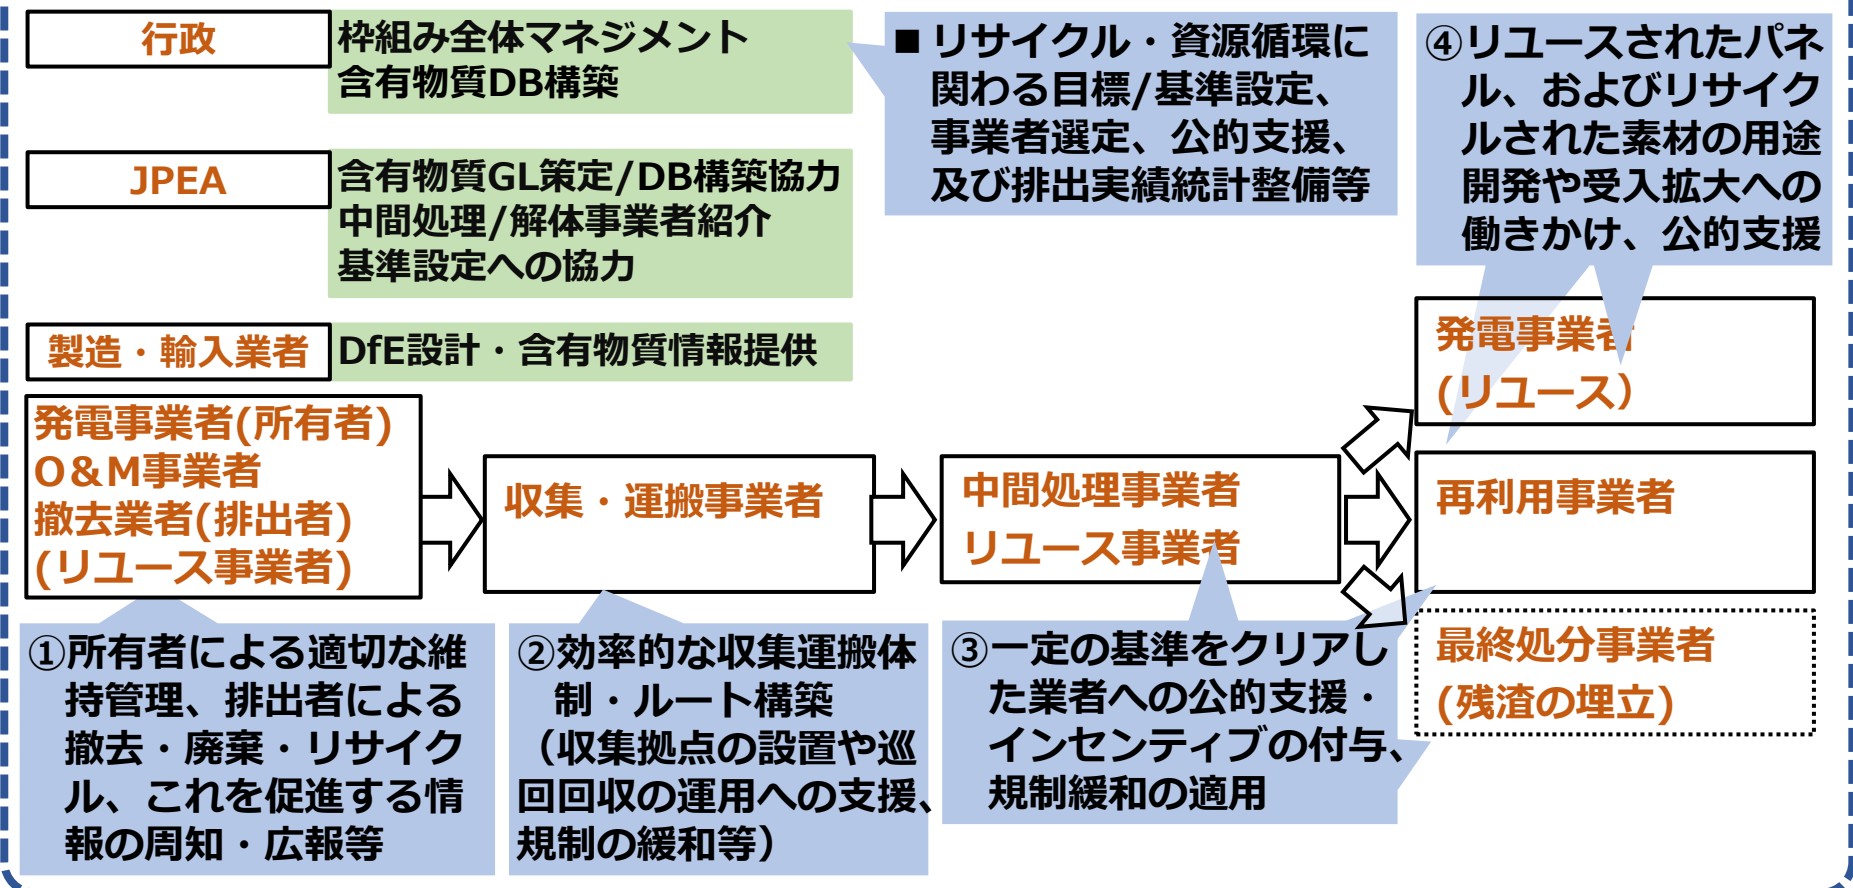 行政
枠組み全体マネジメント
含有物質DB構築
■ リサイクル・資源循環に
関わる目標/基準設定、
事業者選定、公的支援、
及び排出実績統計整備等
④リユースされたパネ
ル、およびリサイク
ルされた素材の用途
開発や受入拡大への
働きかけ、公的支援
JPEA
含有物質GL策定/DB構築協力
中間処理/解体事業者紹介
基準設定への協力
製造・輸入業者
DfE設計・含有物質情報提供
発電事業者(所有者)
O&M事業者
撤去業者(排出者)
(リユース事業者)
収集・運搬事業者
中間処理事業者
リユース事業者
発電事業者
(リユース)
再利用事業者
最終処分事業者
(残渣の埋立)
①所有者による適切な維
持管理、排出者による
撤去・廃棄・リサイク
ル、これを促進する情
報の周知・広報等
②効率的な収集運搬体
制・ルート構築
（収集拠点の設置や巡
回回収の運用への支援、
規制の緩和等）
③一定の基準をクリアし
た業者への公的支援・
インセンティブの付与、
規制緩和の適用